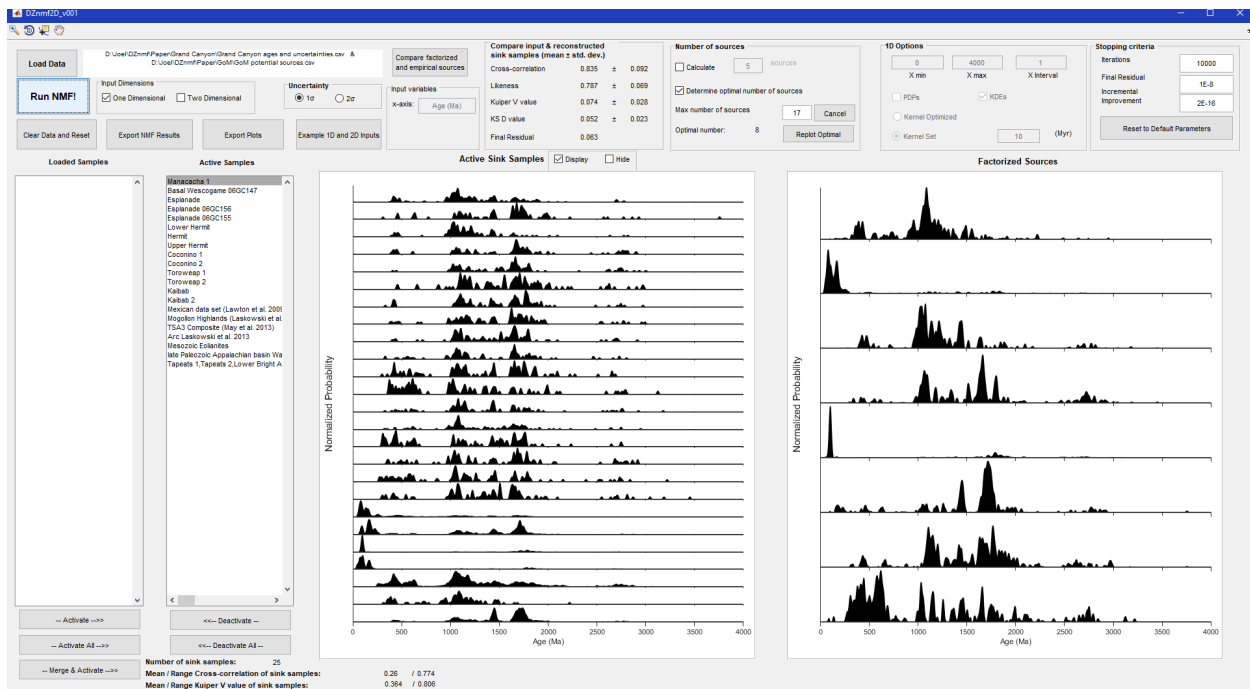 DZnmf2D_v001
Load Data
D:\Joel\DZnmf\Paper\Grand Canyon\Grand Canyon ages and uncertainties.csv &
D:\Joel\DZnmf\Paper\GoM\GoM potential sources.csv
Compare factorized
and empirical sources
Run NMF!
Input Dimensions
One Dimensional
Two Dimensional
Uncertainty
1σ
2σ
Input variables
x-axis:
Age (Ma)
Clear Data and Reset
Export NMF Results
Export Plots
Example 1D and 2D Inputs
Compare input & reconstructed
sink samples (mean ± std. dev.)
Cross-correlation 0.835 ± 0.092
Likeness 0.787 ± 0.069
Kuiper V value 0.074 ± 0.028
KS D value 0.052 ± 0.023
Final Residual 0.063
Number of sources
Calculate 5 sources
Determine optimal number of sources
Max number of sources 17 Cancel
Optimal number: 8 Replot Optimal
1D Options
0 4000 1
X min X max X Interval
PDPs KDEs
Kernel Optimized
Kernel Set 10 (Myr)
Stopping criteria
Iterations 10000
Final Residual 1E-8
Incremental
Improvement 2E-16
Reset to Default
Parameters
Loaded Samples
Active Samples
Manacacha 1
Basal Wescogame 06GC147
Esplanade
Esplanade 06GC156
Esplanade 06GC155
Lower Hermit
Hermit
Upper Hermit
Coconino 1
Coconino 2
Toroweap 1
Toroweap 2
Kaibab
Kaibab 2
Mexican data set (Lawton et al. 2009
Mogollon Highlands (Laskowski et al.
TSA3 Composite (May et al. 2013)
Arc Laskowski et al. 2013
Mesozoic Eolianites
late Paleozoic Appalachian basin Wa
Tapeats 1,Tapeats 2,Lower Bright A
-- Activate -->>
-- Activate All -->>
-- Merge & Activate -->>
<<-- Deactivate --
<<-- Deactivate All --
Active Sink Samples
Display
Hide
Normalized Probability
0 500 1000 1500 2000 2500 3000 3500 4000
Age (Ma)
Factorized Sources
Normalized Probability
0 500 1000 1500 2000 2500 3000 3500 4000
Age (Ma)
Number of sink samples: 25
Mean / Range Cross-correlation of sink samples: 0.26 / 0.774
Mean / Range Kuiper V value of sink samples: 0.364 / 0.806